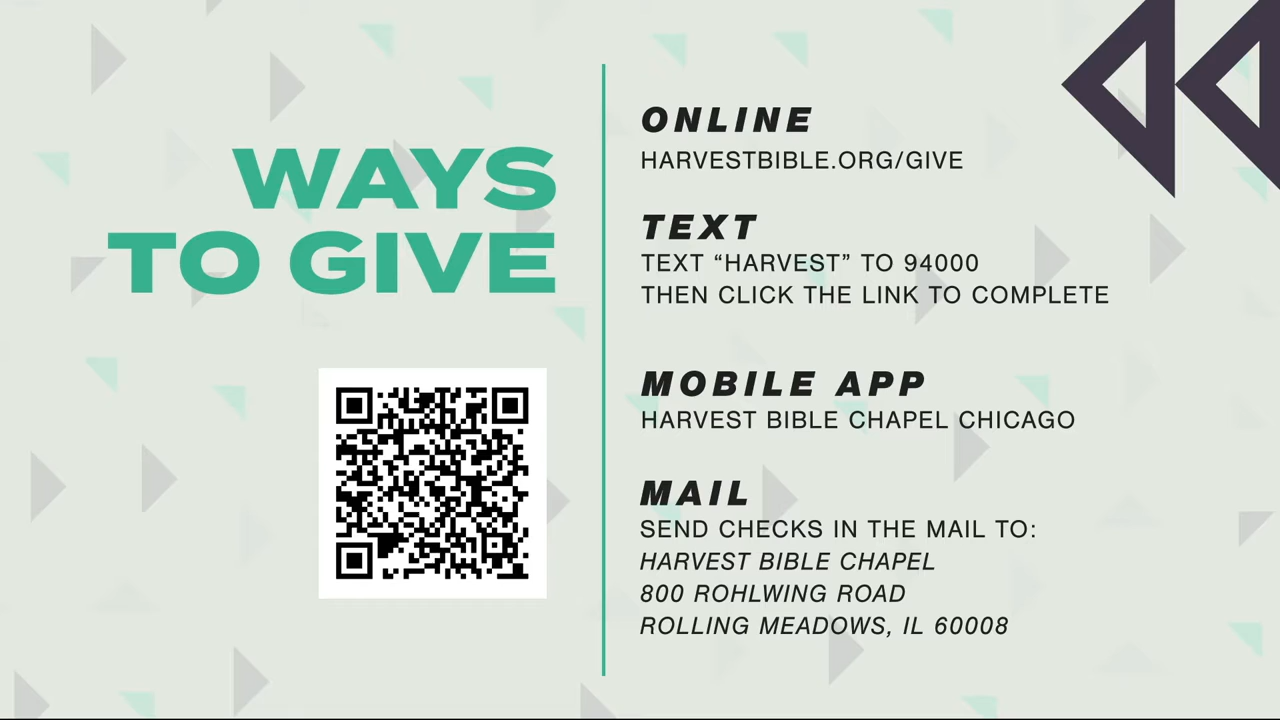 WAYS
TO GIVE
ONLINE
HARVESTBIBLE.ORG/GIVE
TEXT
TEXT “HARVEST” TO 94000
THEN CLICK THE LINK TO COMPLETE
MOBILE APP
HARVEST BIBLE CHAPEL CHICAGO
MAIL
SEND CHECKS IN THE MAIL TO:
HARVEST BIBLE CHAPEL
800 ROHLWING ROAD
ROLLING MEADOWS, IL 60008